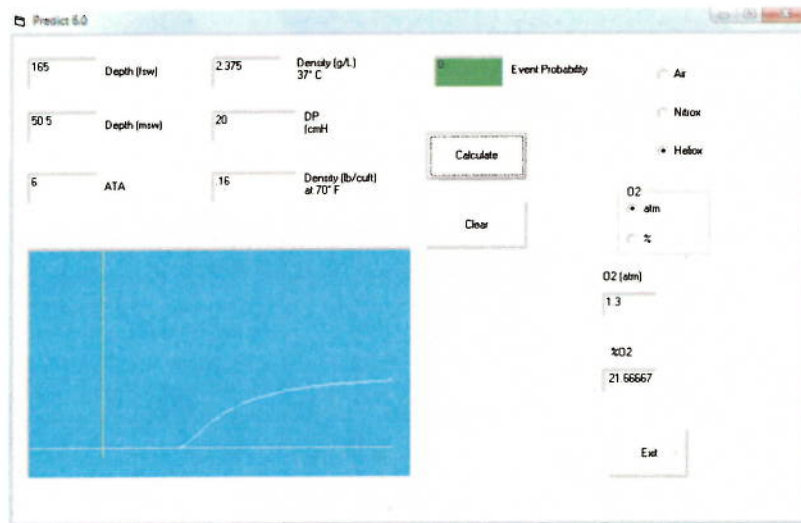 Predict 6.0
165
Depth (fsw)
2.375
Density (g/L)
37° C
0
Event Probability
Air
50.5
Depth (msw)
20
DP
(cmH
Nitrox
Calculate
Heliox
6
ATA
.16
Density (lb/cuft)
at 70° F
O2
atm
Clear
%
O2 (atm)
1.3
%O2
21.66667
Exit